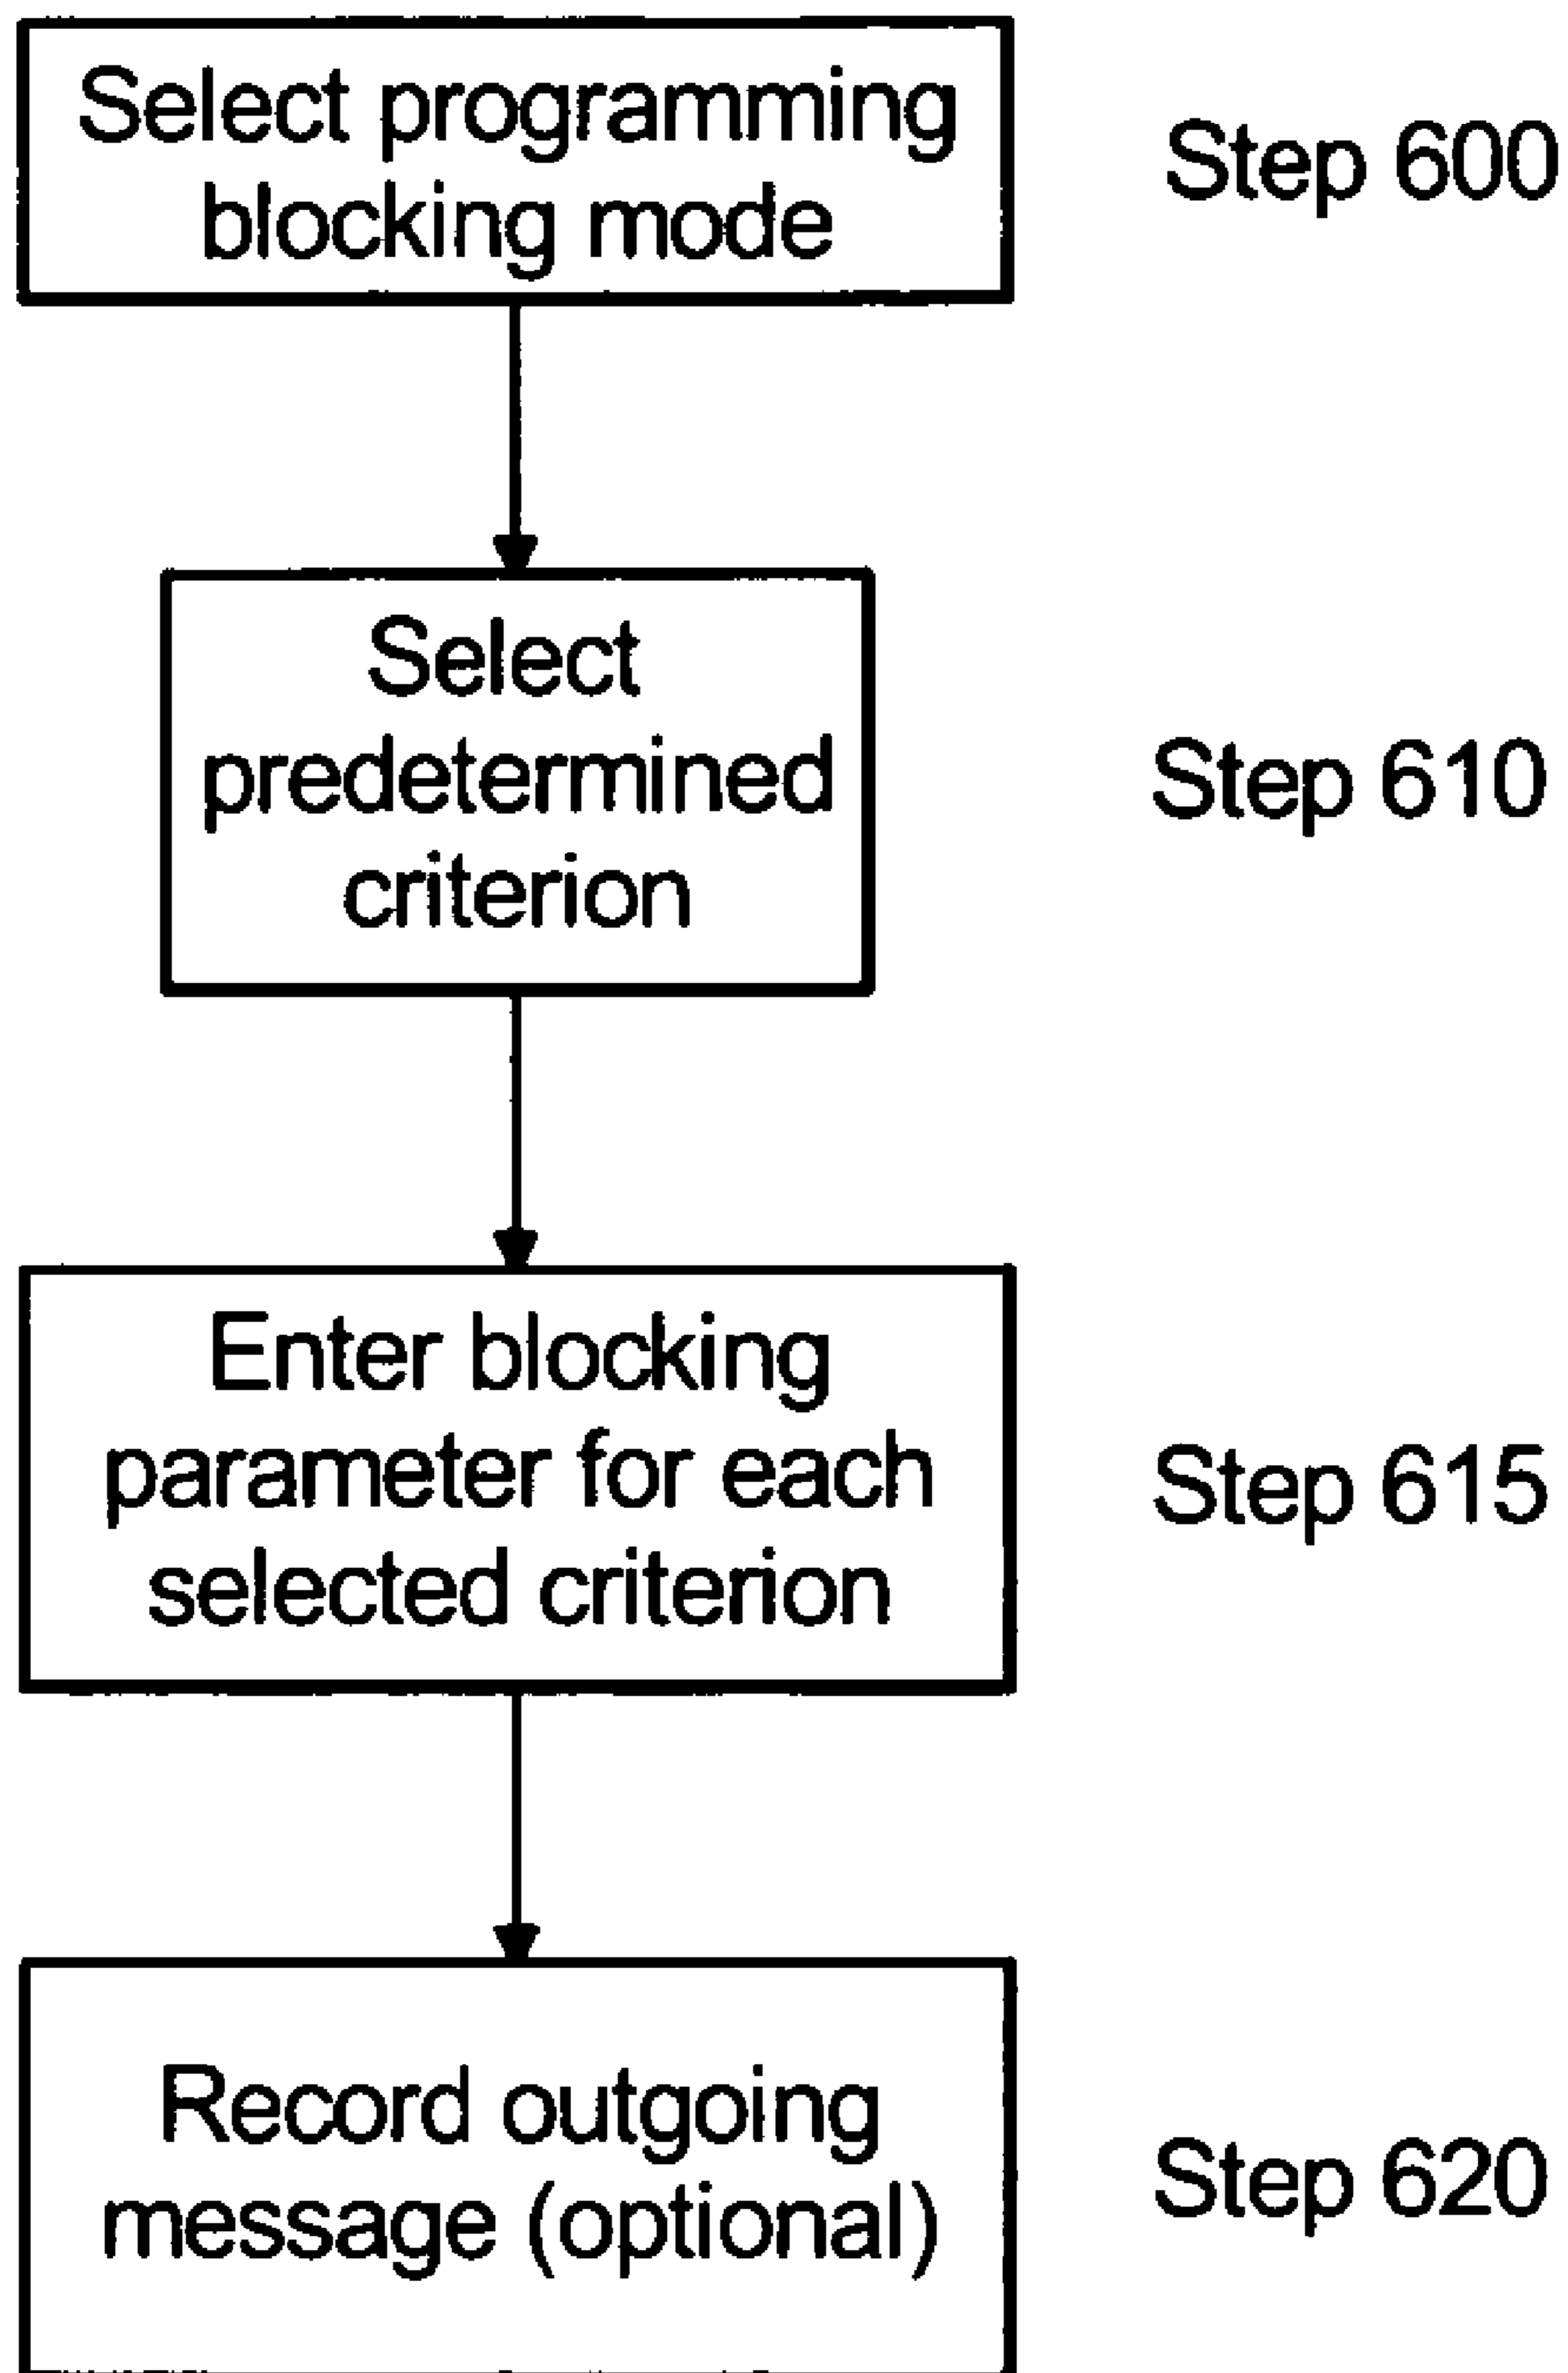 Select programming
blocking mode
Step 600
Select
predetermined
criterion
Step 610
Enter blocking
parameter for each
selected criterion
Step 615
Record outgoing
message (optional)
Step 620